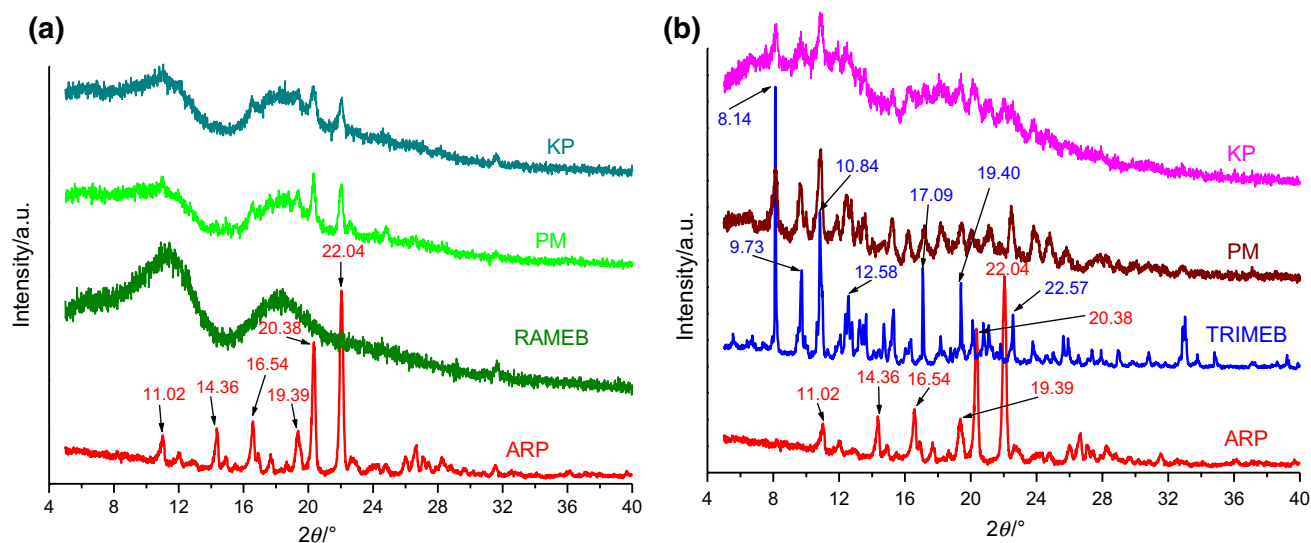 (a)
Intensity/a.u.
KP
PM
22.04
RAMEB
20.38
16.54
14.36
19.39
11.02
ARP
4 8 12 16 20 24 28 32 36 40
2θ/°
(b)
Intensity/a.u.
KP
8.14
10.84
19.40
17.09
PM
9.73
12.58
22.04
22.57
20.38
TRIMEB
11.02
14.36
16.54
19.39
ARP
4 8 12 16 20 24 28 32 36 40
2θ/°